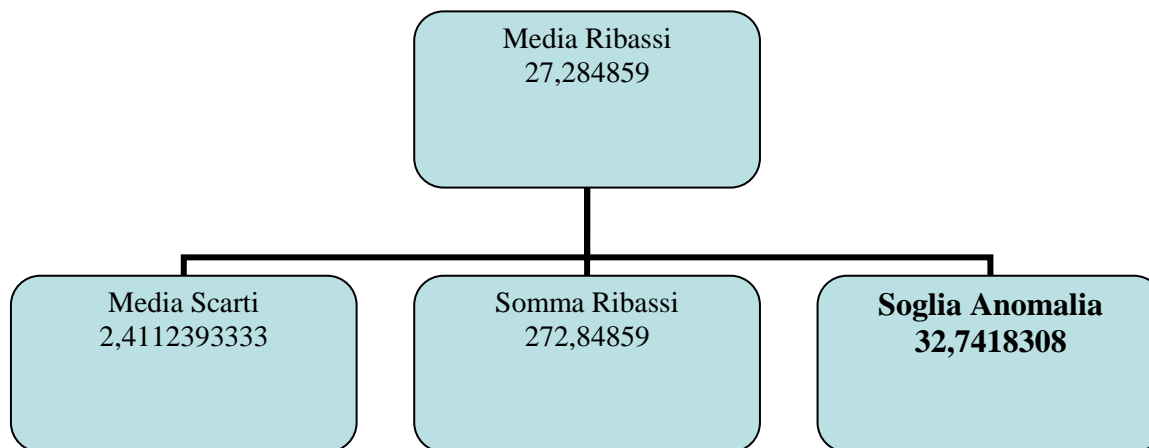 Media Ribassi
27,284859
Media Scarti
2,4112393333
Somma Ribassi
272,84859
Soglia Anomalia
32,7418308